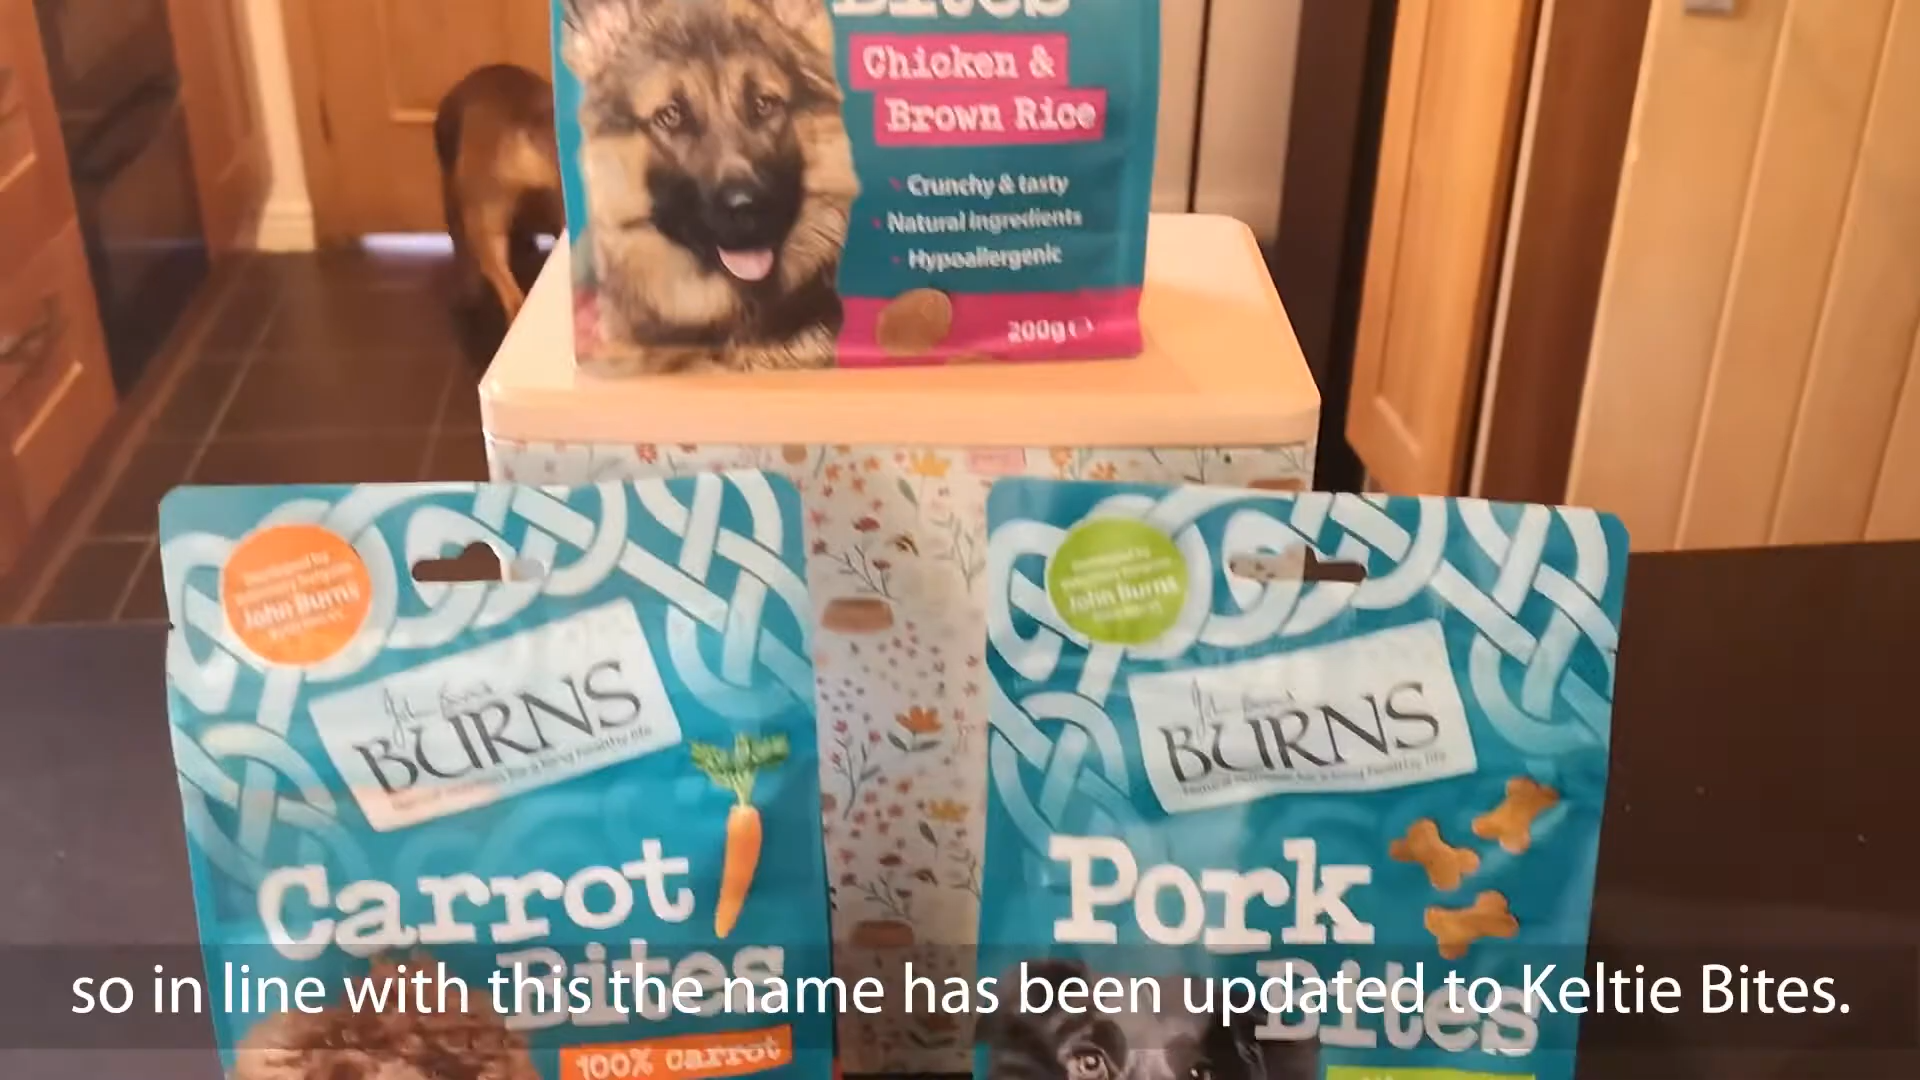 Bites
Chicken &
Brown Rice
Crunchy & tasty
Natural ingredients
Hypoallergenic
200g
John Burns
BURNS
Carrot
Bites
100% carrot
John Burns
BURNS
Pork
Bites
so in line with this the name has been updated to Keltie Bites.